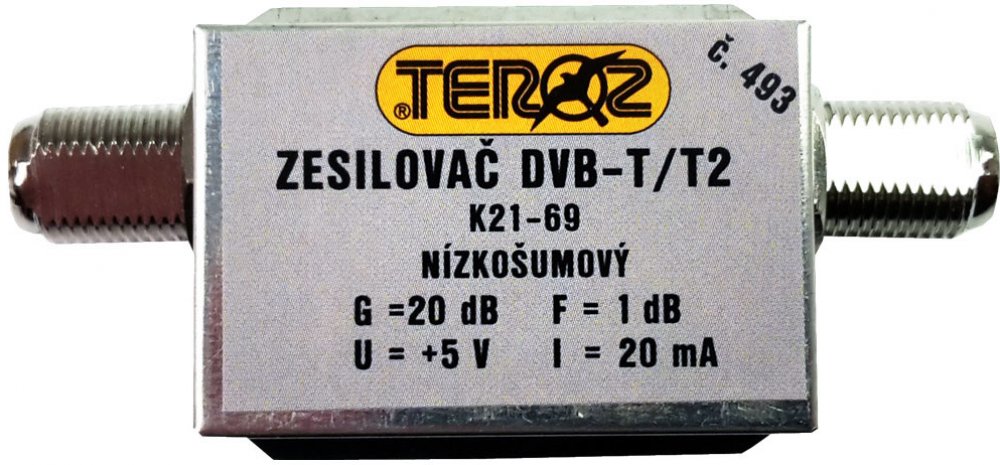 ®TEROZ
č. 493
ZESILOVAČ DVB-T/T2
K21-69
NÍZKOŠUMOVÝ
G =20 dB F = 1 dB
U = +5 V I = 20 mA